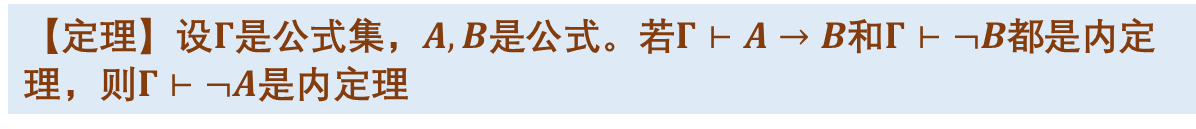 【定理】设Γ是公式集，A, B是公式。若Γ ⊢ A → B和Γ ⊢ ¬B都是内定
理，则Γ ⊢ ¬A是内定理